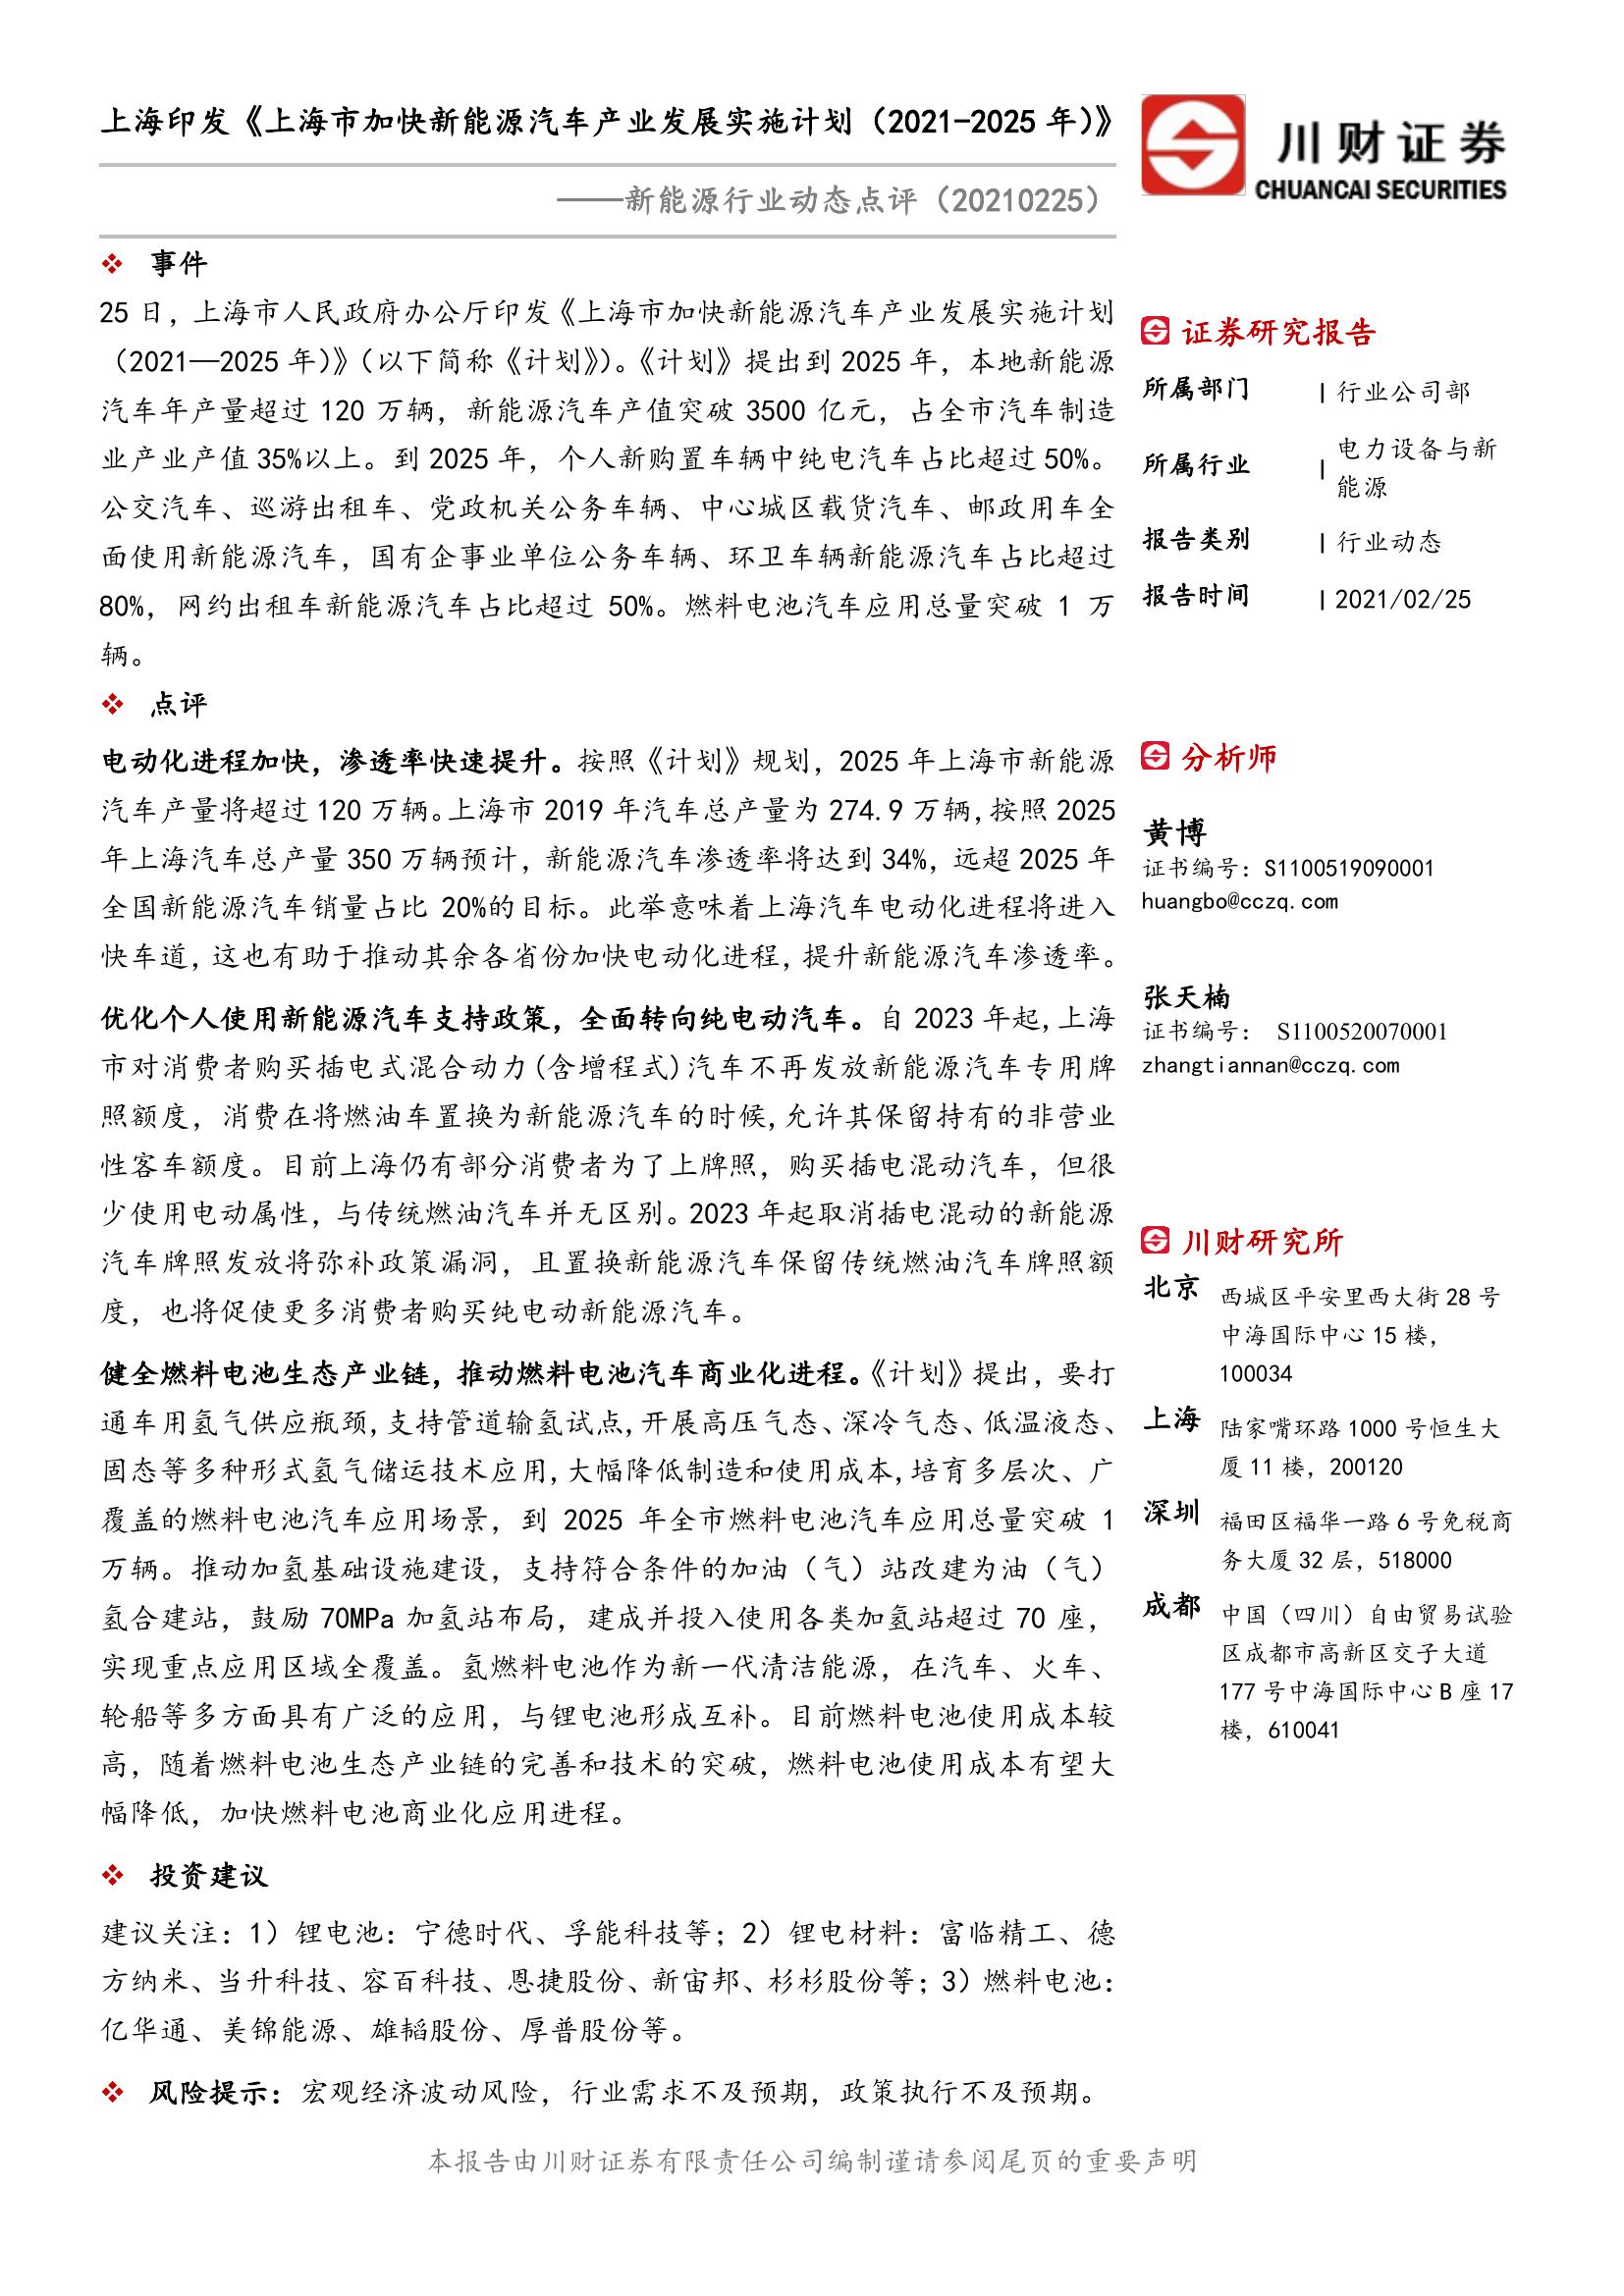 上海印发《上海市加快新能源汽车产业发展实施计划（2021-2025 年）》
——新能源行业动态点评（20210225）
川财证券
CHUANCAI SECURITIES
事件
25 日，上海市人民政府办公厅印发《上海市加快新能源汽车产业发展实施计划
（2021—2025 年）》（以下简称《计划》）。《计划》提出到 2025 年，本地新能源
汽车年产量超过 120 万辆，新能源汽车产值突破 3500 亿元，占全市汽车制造
业产业产值 35%以上。到 2025 年，个人新购置车辆中纯电汽车占比超过 50%。
公交汽车、巡游出租车、党政机关公务车辆、中心城区载货汽车、邮政用车全
面使用新能源汽车，国有企事业单位公务车辆、环卫车辆新能源汽车占比超过
80%，网约出租车新能源汽车占比超过 50%。燃料电池汽车应用总量突破 1 万
辆。
点评
电动化进程加快，渗透率快速提升。按照《计划》规划，2025 年上海市新能源
汽车产量将超过 120 万辆。上海市 2019 年汽车总产量为 274.9 万辆，按照 2025
年上海汽车总产量 350 万辆预计，新能源汽车渗透率将达到 34%，远超 2025 年
全国新能源汽车销量占比 20%的目标。此举意味着上海汽车电动化进程将进入
快车道，这也有助于推动其余各省份加快电动化进程，提升新能源汽车渗透率。
优化个人使用新能源汽车支持政策，全面转向纯电动汽车。自 2023 年起，上海
市对消费者购买插电式混合动力(含增程式)汽车不再发放新能源汽车专用牌
照额度，消费在将燃油车置换为新能源汽车的时候，允许其保留持有的非营业
性客车额度。目前上海仍有部分消费者为了上牌照，购买插电混动汽车，但很
少使用电动属性，与传统燃油汽车并无区别。2023 年起取消插电混动的新能源
汽车牌照发放将弥补政策漏洞，且置换新能源汽车保留传统燃油汽车牌照额
度，也将促使更多消费者购买纯电动新能源汽车。
健全燃料电池生态产业链，推动燃料电池汽车商业化进程。《计划》提出，要打
通车用氢气供应瓶颈，支持管道输氢试点，开展高压气态、深冷气态、低温液态、
固态等多种形式氢气储运技术应用，大幅降低制造和使用成本，培育多层次、广
覆盖的燃料电池汽车应用场景，到 2025 年全市燃料电池汽车应用总量突破 1
万辆。推动加氢基础设施建设，支持符合条件的加油（气）站改建为油（气）
氢合建站，鼓励 70MPa 加氢站布局，建成并投入使用各类加氢站超过 70 座，
实现重点应用区域全覆盖。氢燃料电池作为新一代清洁能源，在汽车、火车、
轮船等多方面具有广泛的应用，与锂电池形成互补。目前燃料电池使用成本较
高，随着燃料电池生态产业链的完善和技术的突破，燃料电池使用成本有望大
幅降低，加快燃料电池商业化应用进程。
投资建议
建议关注：1）锂电池：宁德时代、孚能科技等；2）锂电材料：富临精工、德
方纳米、当升科技、容百科技、恩捷股份、新宙邦、杉杉股份等；3）燃料电池：
亿华通、美锦能源、雄韬股份、厚普股份等。
风险提示：宏观经济波动风险，行业需求不及预期，政策执行不及预期。
证券研究报告
所属部门 | 行业公司部
所属行业 | 电力设备与新
能源
报告类别 | 行业动态
报告时间 | 2021/02/25
分析师
黄博
证书编号：S1100519090001
huangbo@cczq.com
张天楠
证书编号： S1100520070001
zhangtiannan@cczq.com
川财研究所
北京 西城区平安里西大街 28 号
中海国际中心 15 楼，
100034
上海 陆家嘴环路 1000 号恒生大
厦 11 楼，200120
深圳 福田区福华一路 6 号免税商
务大厦 32 层，518000
成都 中国（四川）自由贸易试验
区成都市高新区交子大道
177 号中海国际中心 B 座 17
楼，610041
本报告由川财证券有限责任公司编制谨请参阅尾页的重要声明